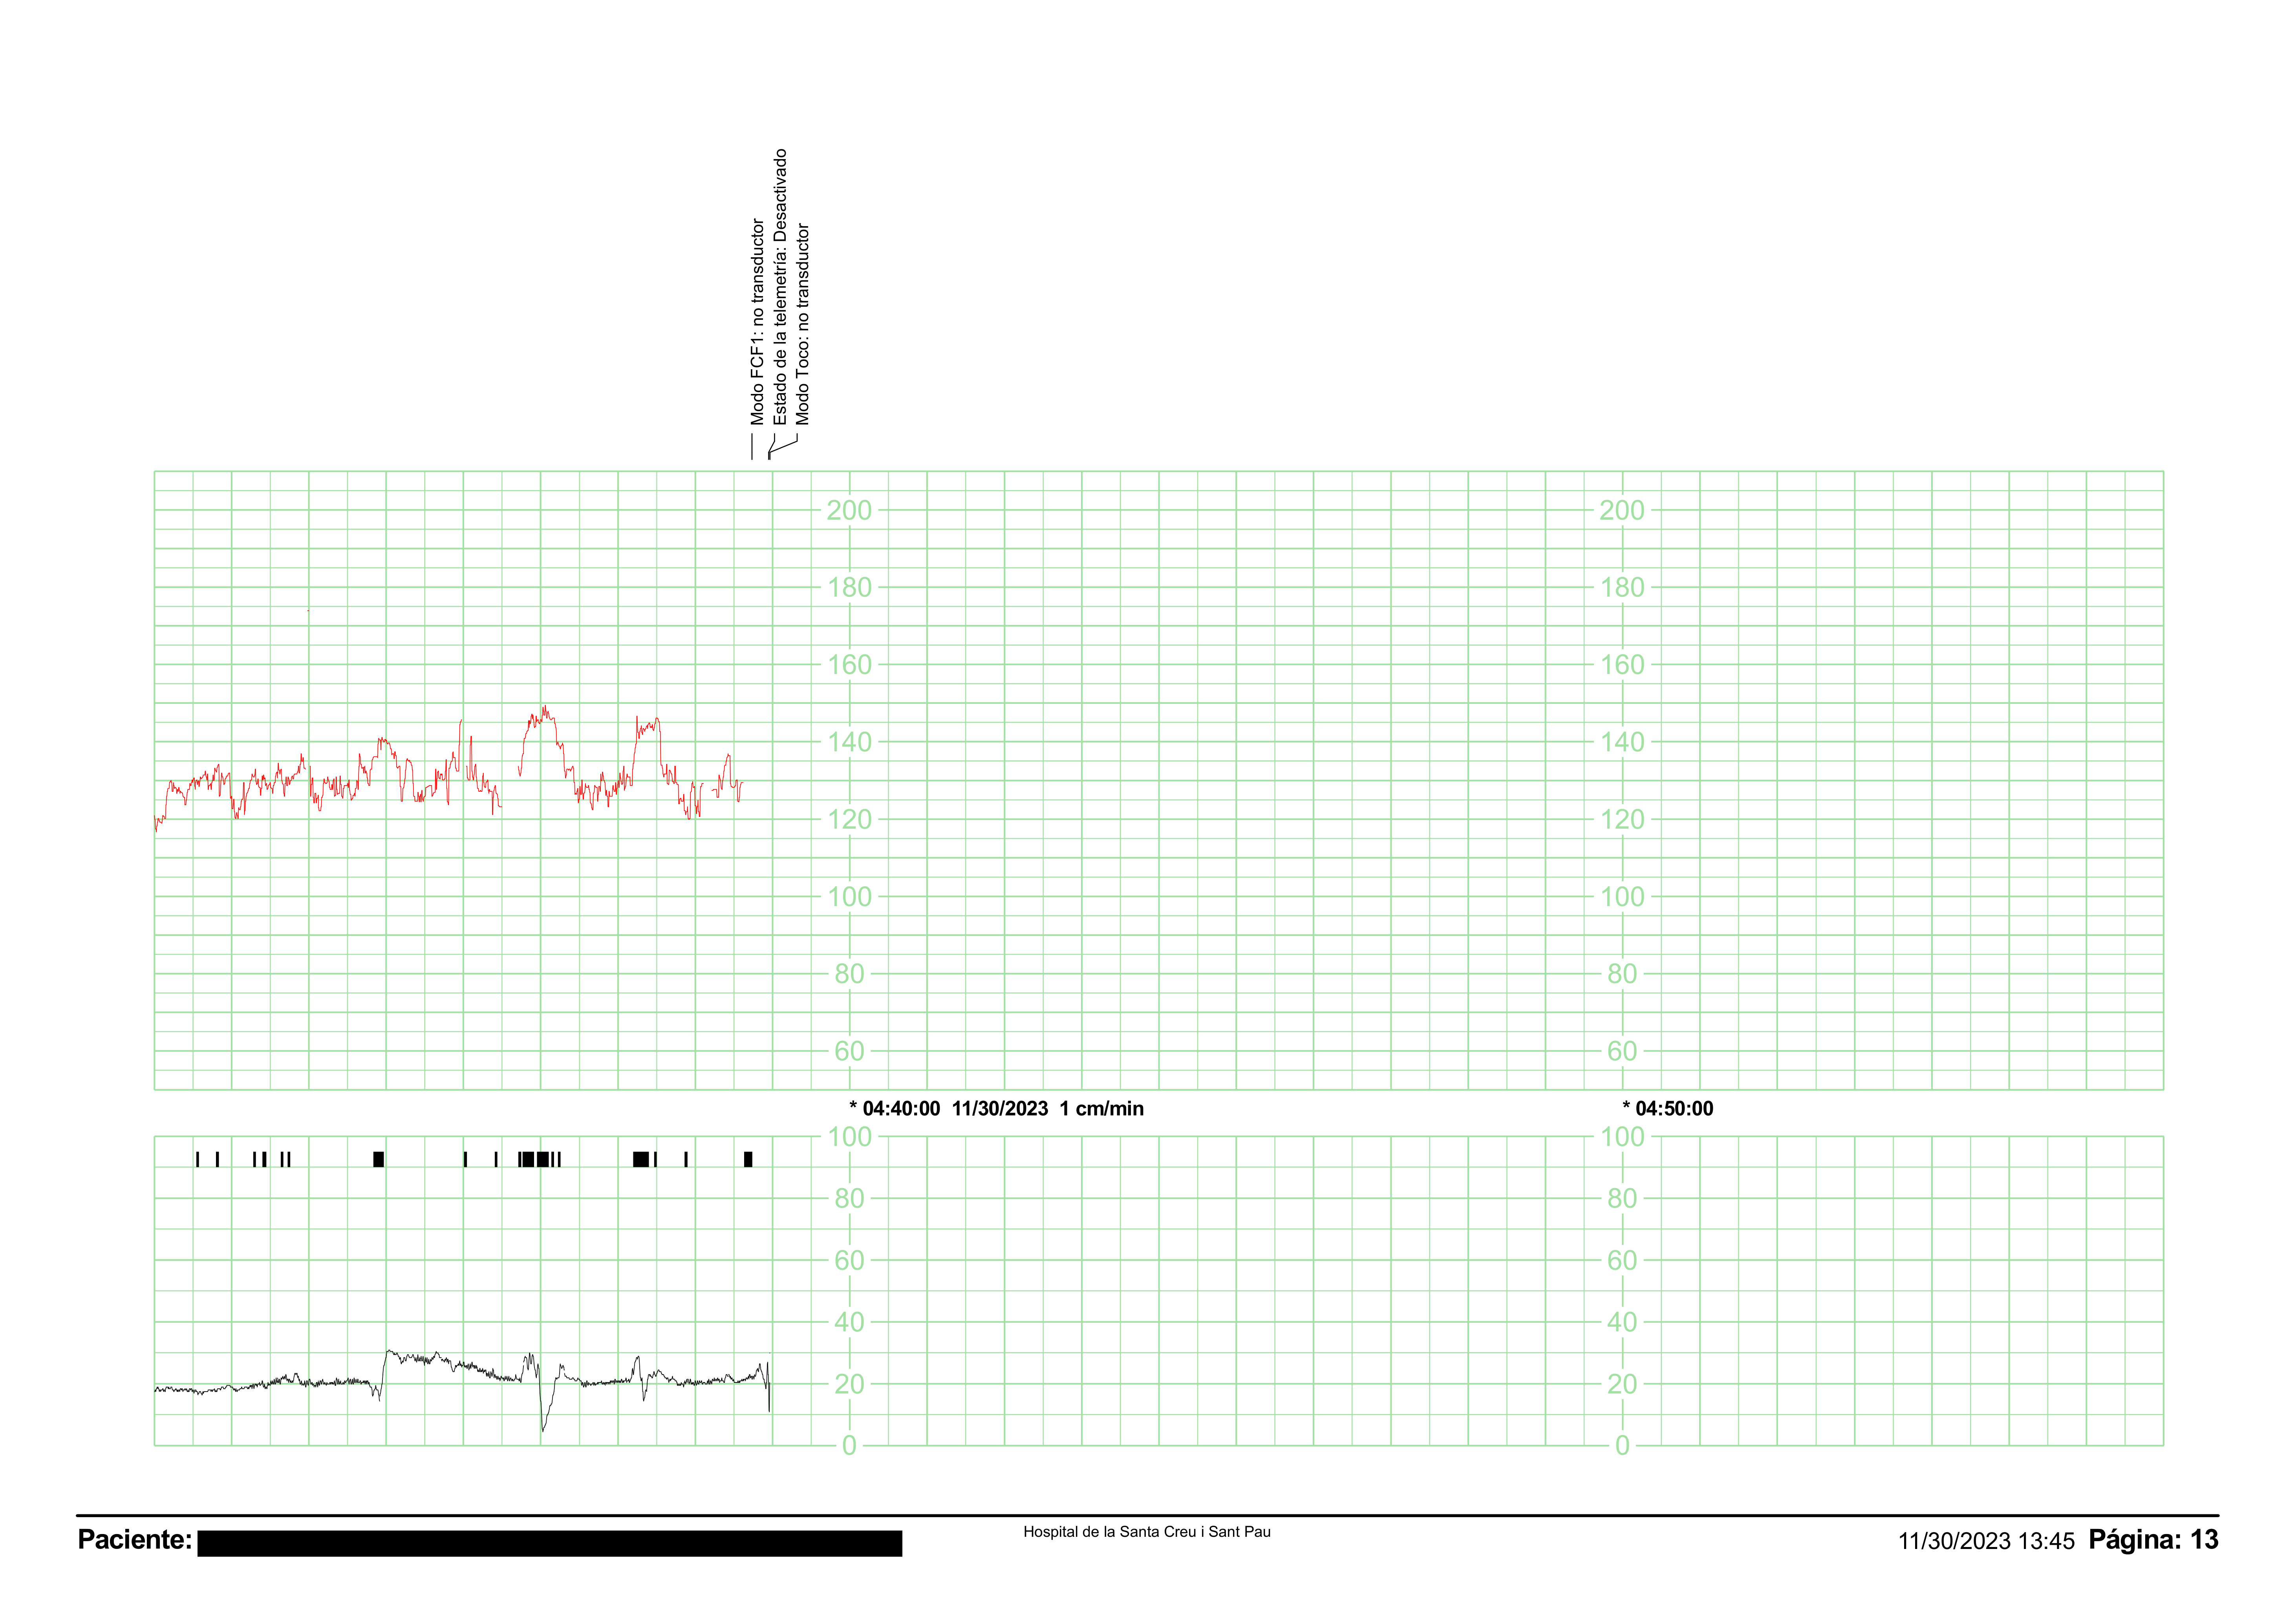 Modo FCF1: no transductor
Estado de la telemetría: Desactivado
Modo Toco: no transductor
200 200
180 180
160 160
140 140
120 120
100 100
80 80
60 60
* 04:40:00 11/30/2023 1 cm/min * 04:50:00
100 100
80 80
60 60
40 40
20 20
0 0
Paciente: Hospital de la Santa Creu i Sant Pau 11/30/2023 13:45 Página: 13